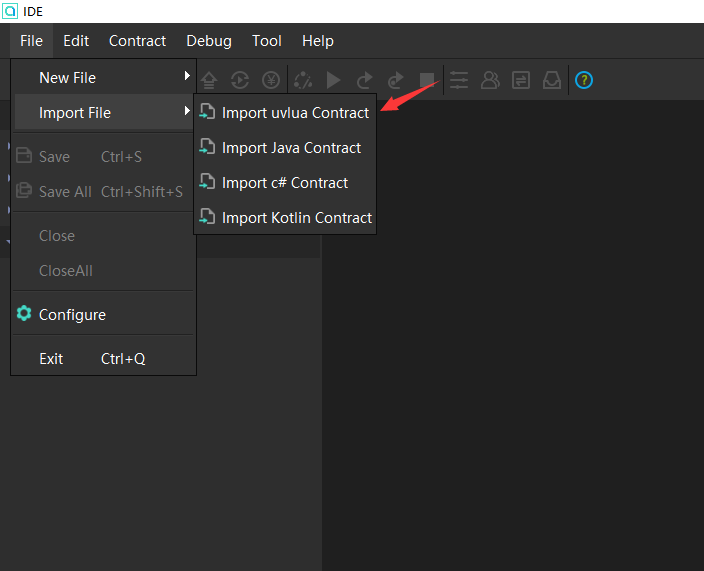 IDE
File Edit Contract Debug Tool Help
New File
Import File
Import uvlua Contract
Import Java Contract
Import c# Contract
Import Kotlin Contract
Save Ctrl+S
Save All Ctrl+Shift+S
Close
CloseAll
Configure
Exit Ctrl+Q